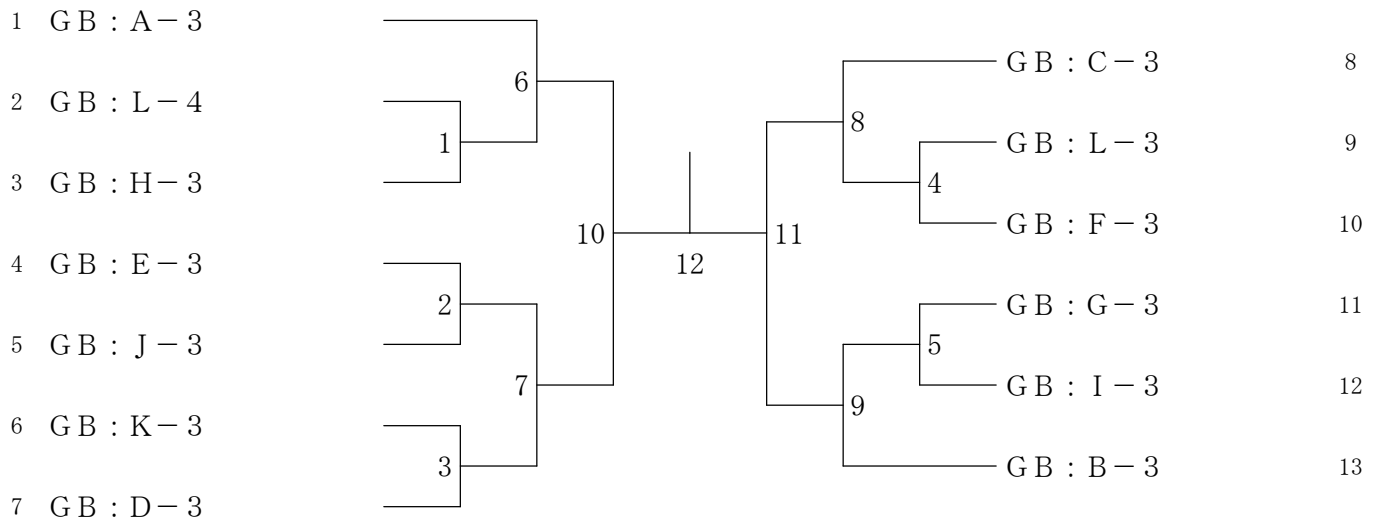 1 GB：A－3
2 GB：L－4
3 GB：H－3
4 GB：E－3
5 GB：J－3
6 GB：K－3
7 GB：D－3
6
1
2
7
3
10
12
11
8
4
5
9
GB：C－3 8
GB：L－3 9
GB：F－3 10
GB：G－3 11
GB：I－3 12
GB：B－3 13